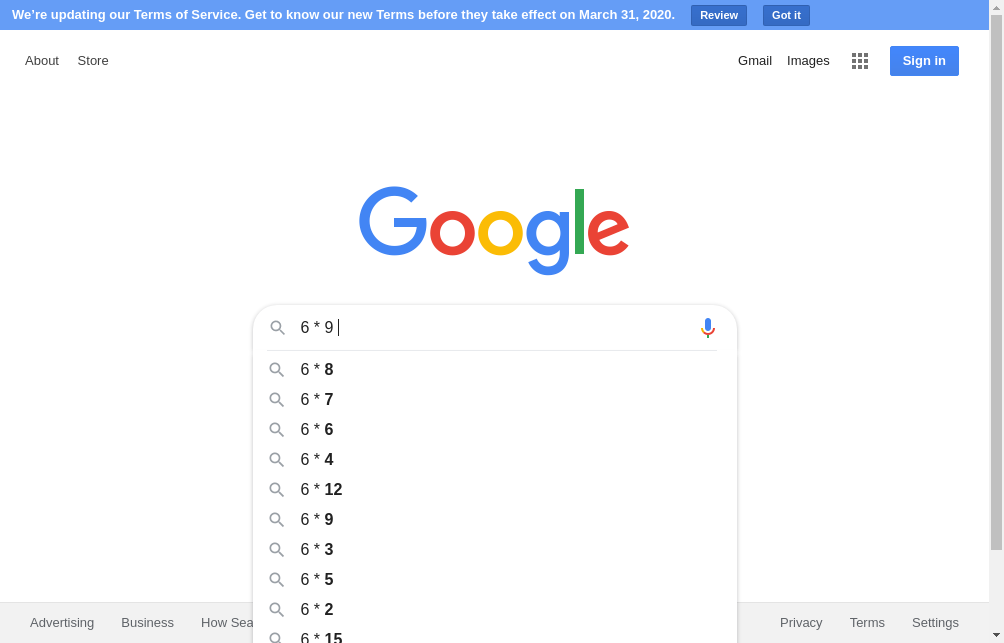 We're updating our Terms of Service. Get to know our new Terms before they take effect on March 31, 2020. Review Got it
About Store Gmail Images Sign in
Google
6 * 9
6 * 8
6 * 7
6 * 6
6 * 4
6 * 12
6 * 9
6 * 3
6 * 5
6 * 2
6 * 15
Advertising Business How Sea Privacy Terms Settings